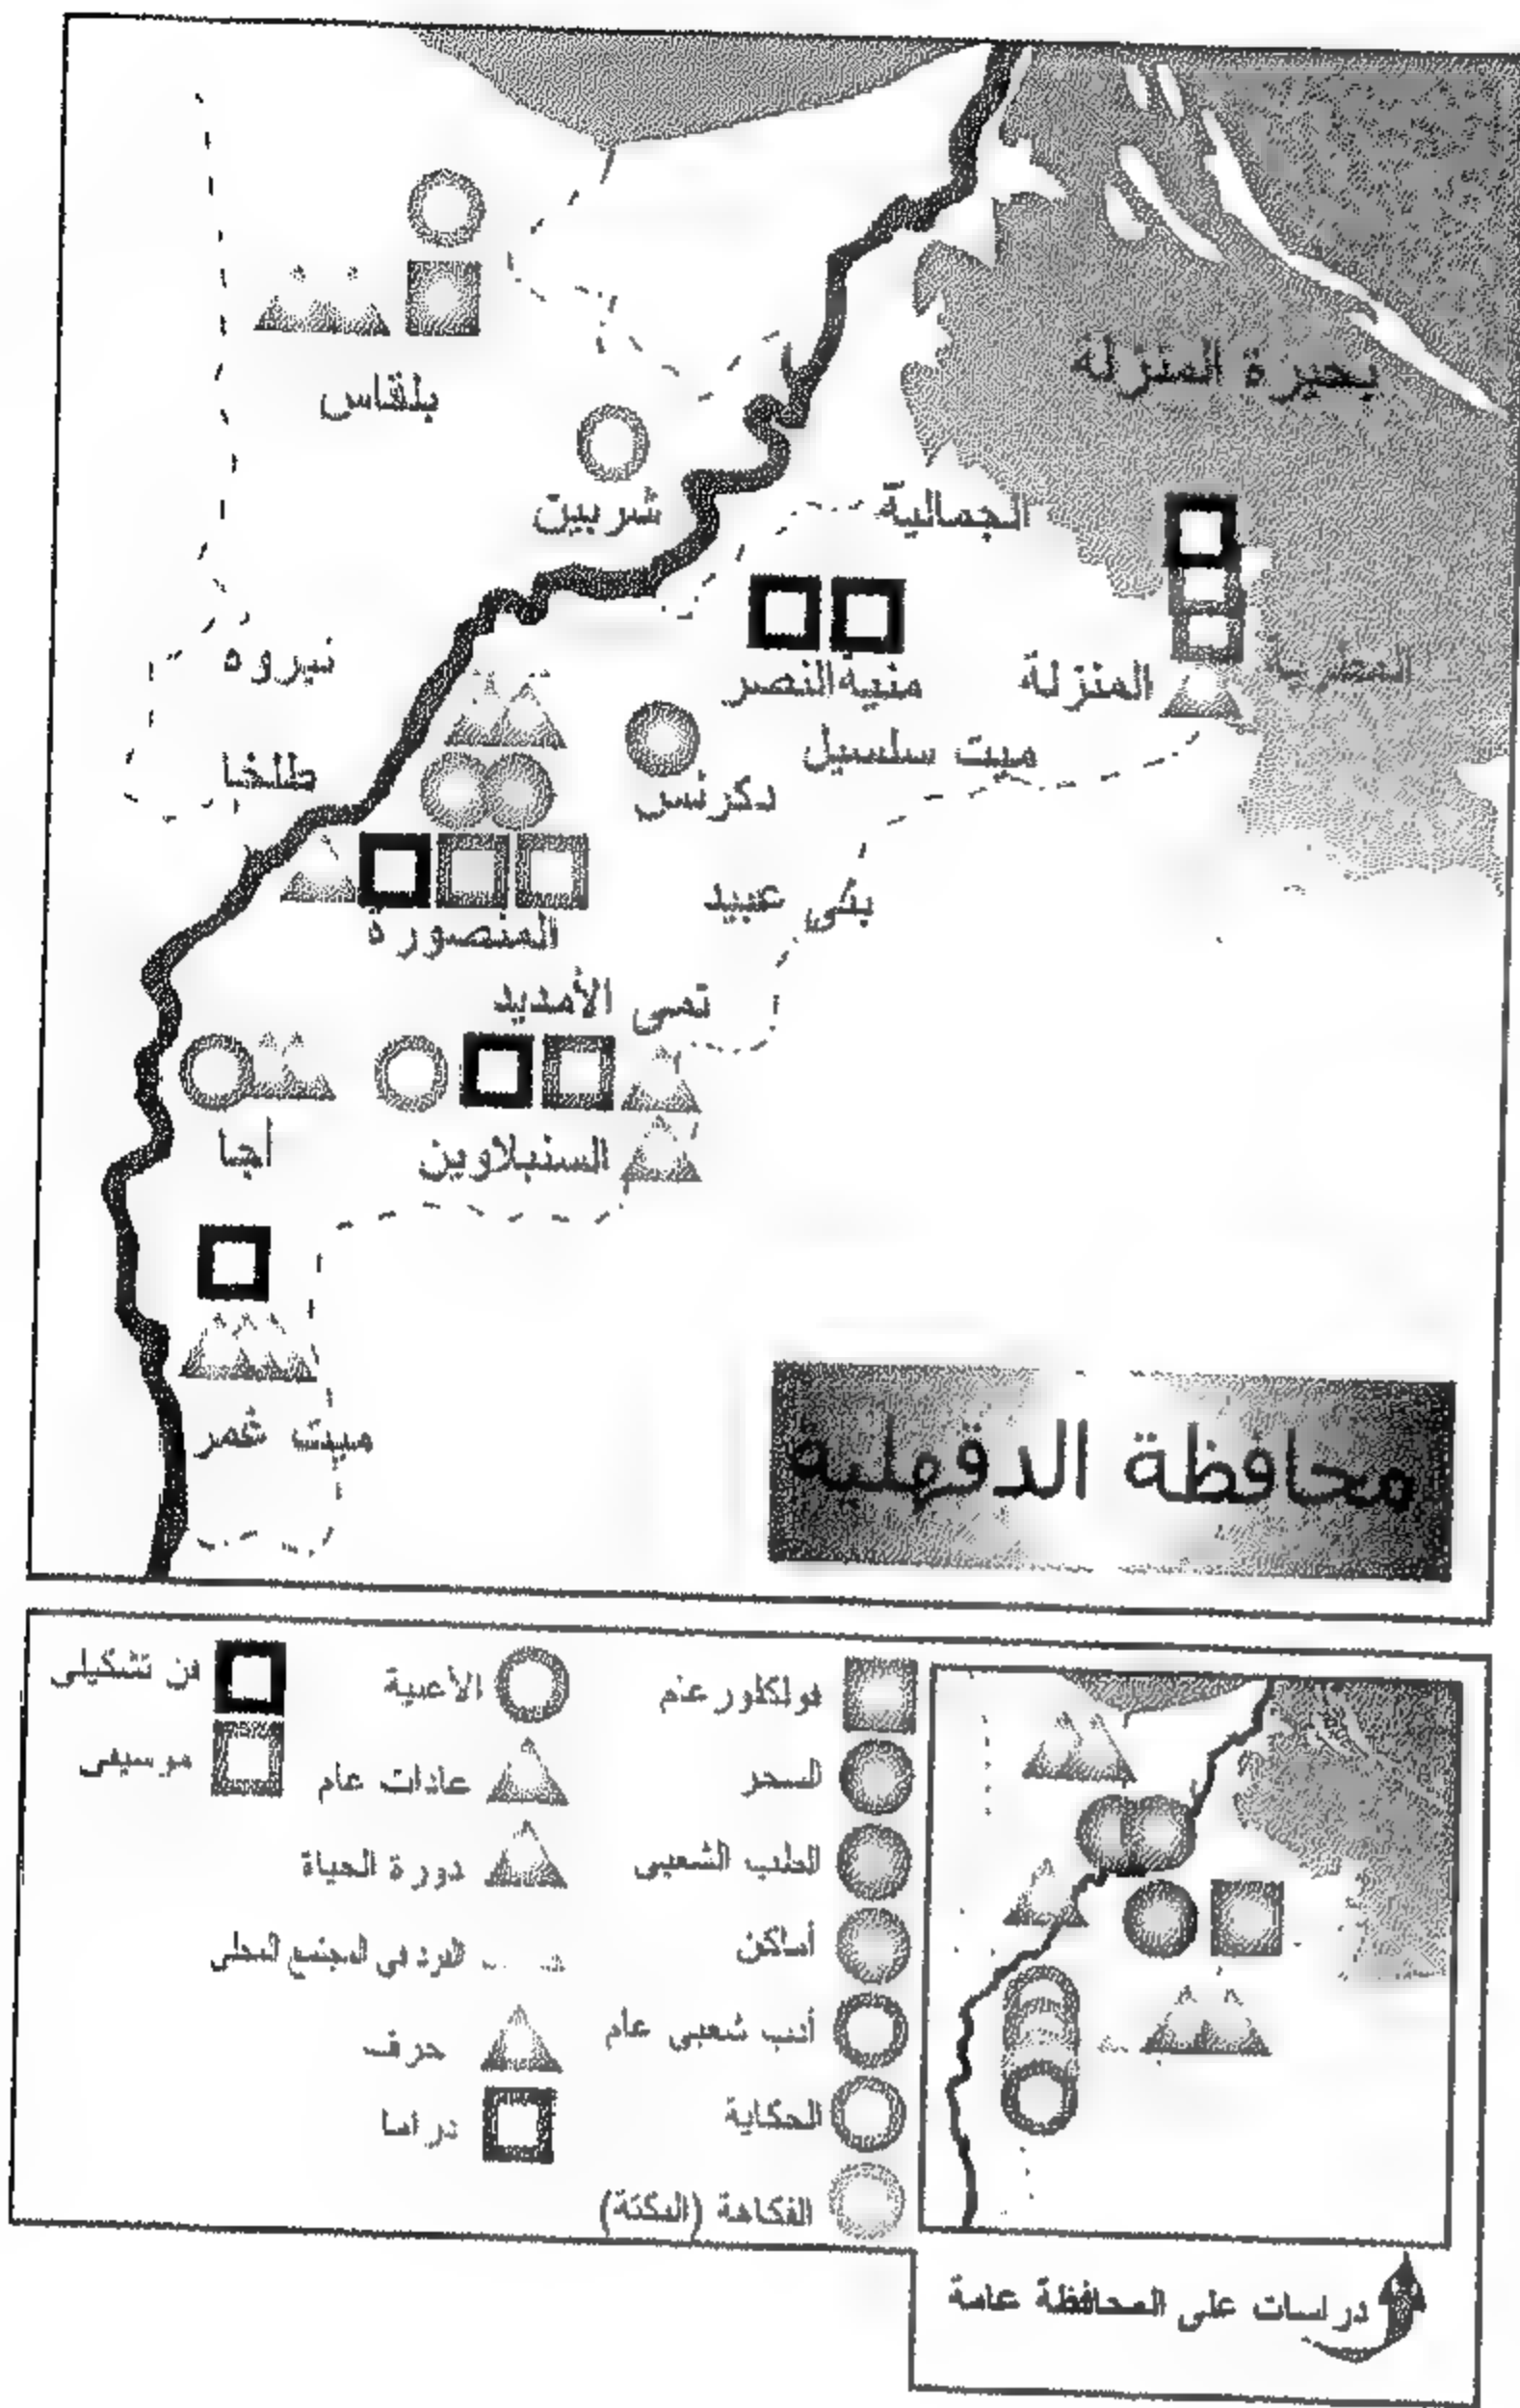 بحيرة المنزلة
بلقاس
شربين
الجمالية
نبروه
منية النصر
المنزلة
طلخا
دكرنس
ميت سلسيل
بنى عبيد
المنصورة
تمى الأمديد
أجا
السنبلاوين
ميت غمر
محافظة الدقهلية
فولكلور عام
السحر
الطب الشعبى
أماكن
أدب شعبى عام
الحكاية
الفكاهة (النكتة)
الأغنية
عادات عام
دورة الحياة
الفرد فى المجتمع المحلى
حرف
دراما
فن تشكيلى
موسيقى
دراسات على المحافظة عامة